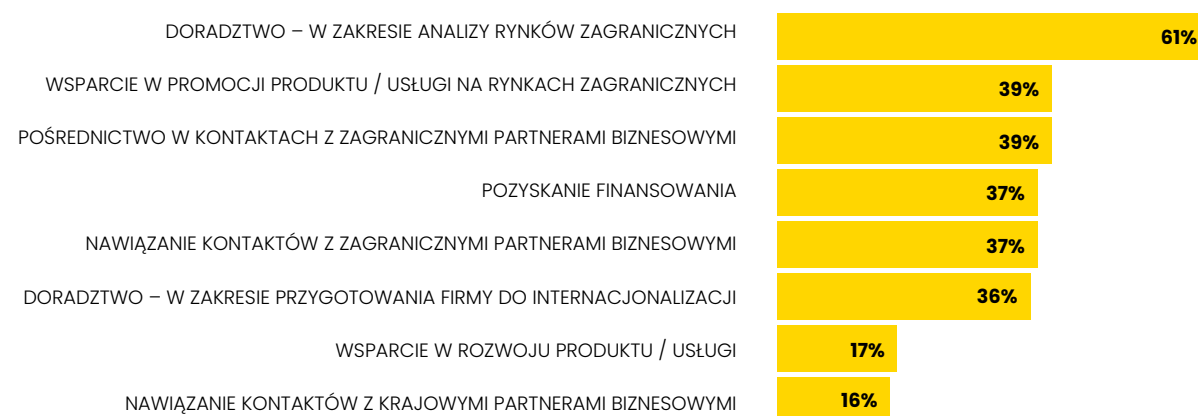 DORADZTWO – W ZAKRESIE ANALIZY RYNKÓW ZAGRANICZNYCH 61%
WSPARCIE W PROMOCJI PRODUKTU / USŁUGI NA RYNKACH ZAGRANICZNYCH 39%
POŚREDNICTWO W KONTAKTACH Z ZAGRANICZNYMI PARTNERAMI BIZNESOWYMI 39%
POZYSKANIE FINANSOWANIA 37%
NAWIĄZANIE KONTAKTÓW Z ZAGRANICZNYMI PARTNERAMI BIZNESOWYMI 37%
DORADZTWO – W ZAKRESIE PRZYGOTOWANIA FIRMY DO INTERNACJONALIZACJI 36%
WSPARCIE W ROZWOJU PRODUKTU / USŁUGI 17%
NAWIĄZANIE KONTAKTÓW Z KRAJOWYMI PARTNERAMI BIZNESOWYMI 16%